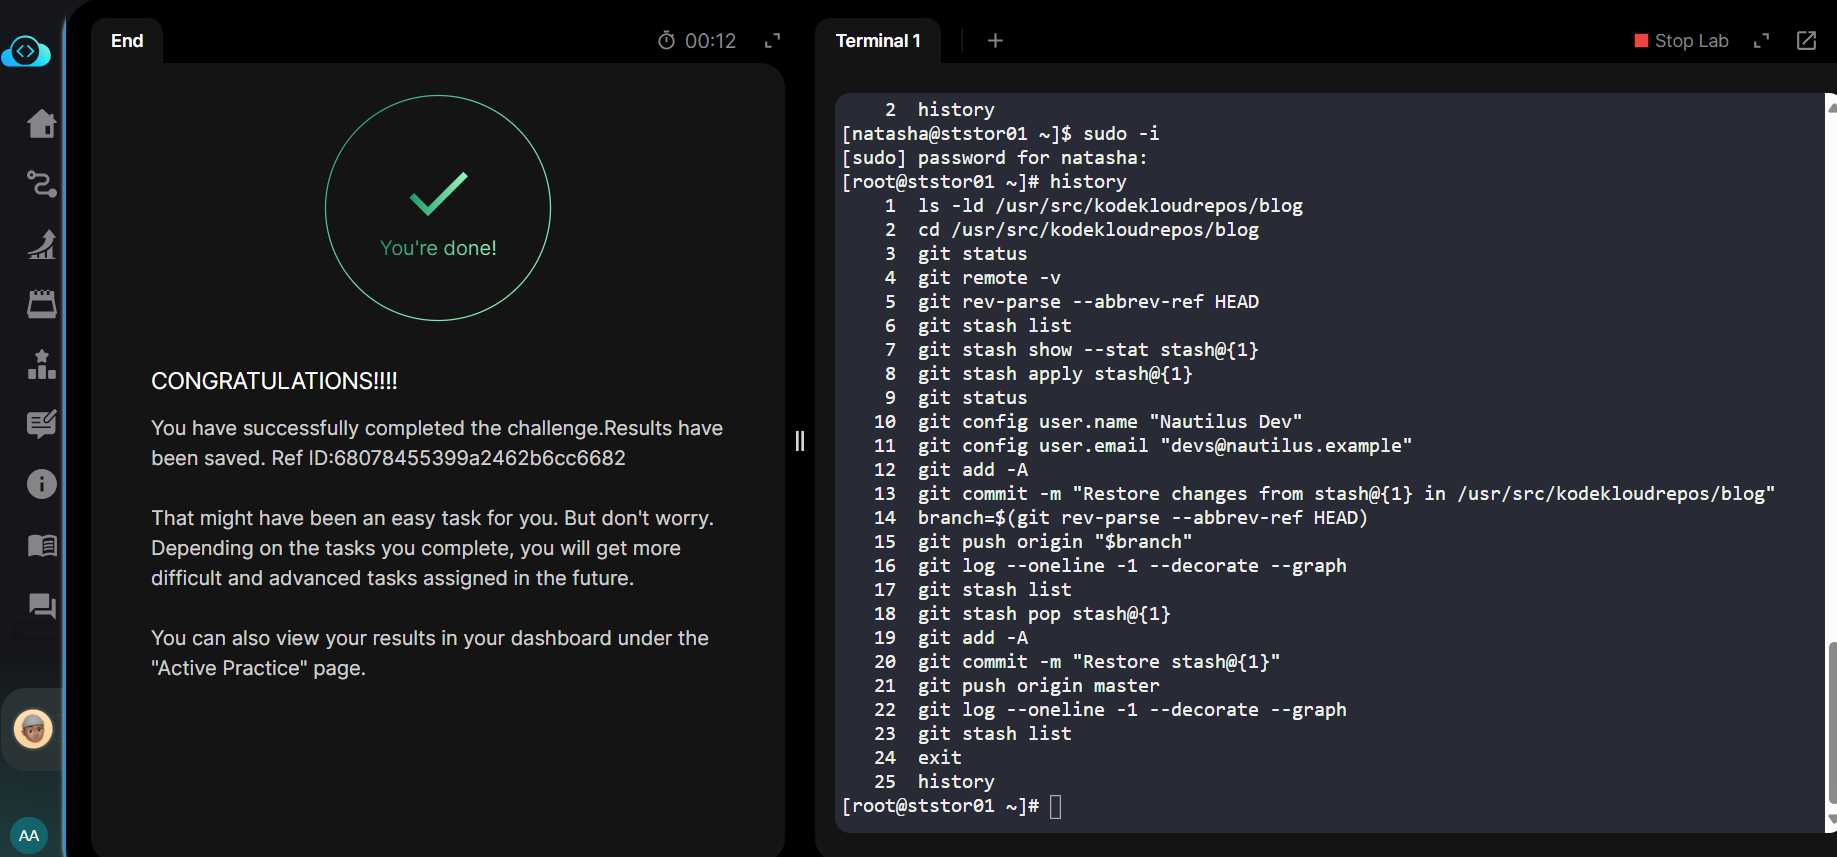 End
00:12
You're done!
CONGRATULATIONS!!!!
You have successfully completed the challenge.Results have
been saved. Ref ID:68078455399a2462b6cc6682
That might have been an easy task for you. But don't worry.
Depending on the tasks you complete, you will get more
difficult and advanced tasks assigned in the future.
You can also view your results in your dashboard under the
"Active Practice" page.
AA
Terminal 1
+
Stop Lab
2 history
[natasha@ststor01 ~]$ sudo -i
[sudo] password for natasha:
[root@ststor01 ~]# history
1 ls -ld /usr/src/kodekloudrepos/blog
2 cd /usr/src/kodekloudrepos/blog
3 git status
4 git remote -v
5 git rev-parse --abbrev-ref HEAD
6 git stash list
7 git stash show --stat stash@{1}
8 git stash apply stash@{1}
9 git status
10 git config user.name "Nautilus Dev"
11 git config user.email "devs@nautilus.example"
12 git add -A
13 git commit -m "Restore changes from stash@{1} in /usr/src/kodekloudrepos/blog"
14 branch=$(git rev-parse --abbrev-ref HEAD)
15 git push origin "$branch"
16 git log --oneline -1 --decorate --graph
17 git stash list
18 git stash pop stash@{1}
19 git add -A
20 git commit -m "Restore stash@{1}"
21 git push origin master
22 git log --oneline -1 --decorate --graph
23 git stash list
24 exit
25 history
[root@ststor01 ~]#